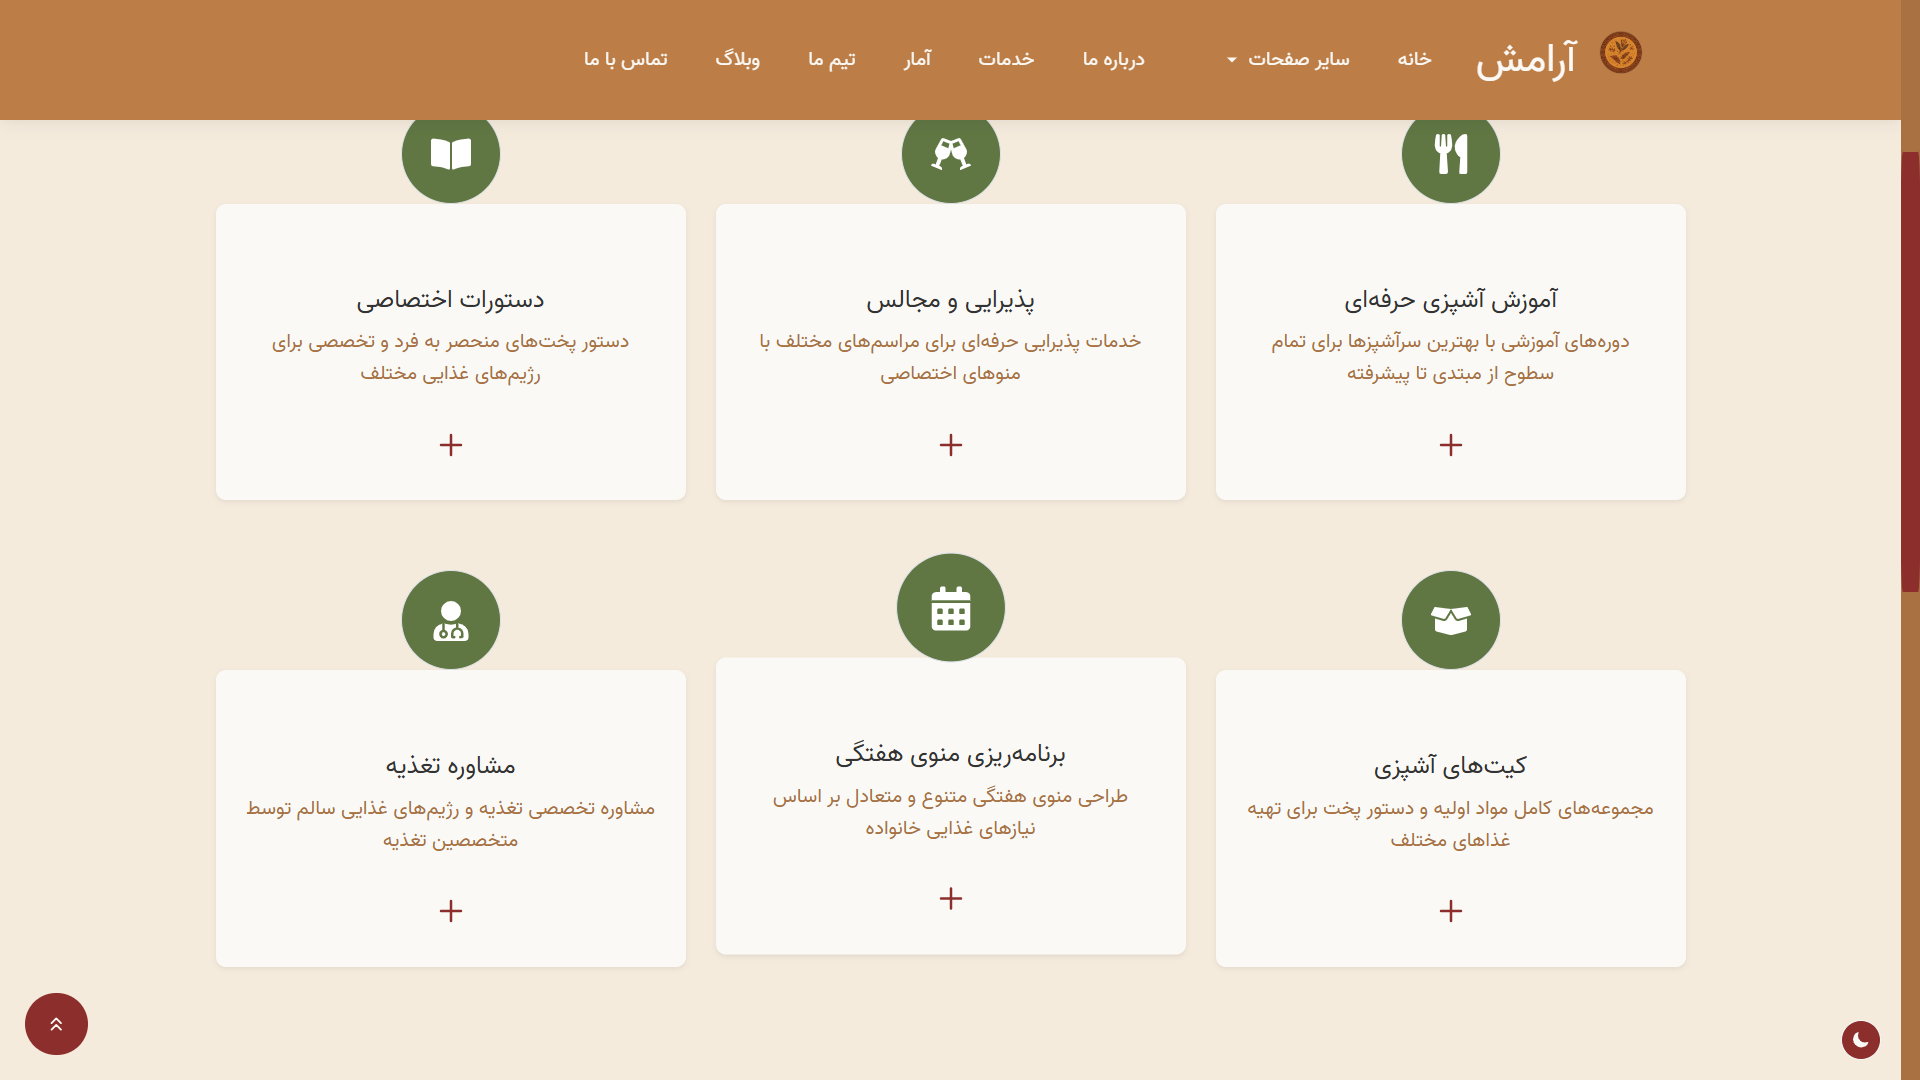 آرامش
خانه
سایر صفحات
درباره ما
خدمات
آمار
تیم ما
وبلاگ
تماس با ما
آموزش آشپزی حرفه‌ای
دوره‌های آموزشی با بهترین سرآشپزها برای تمام
سطوح از مبتدی تا پیشرفته
پذیرایی و مجالس
خدمات پذیرایی حرفه‌ای برای مراسم‌های مختلف با
منوهای اختصاصی
دستورات اختصاصی
دستور پخت‌های منحصر به فرد و تخصصی برای
رژیم‌های غذایی مختلف
کیت‌های آشپزی
مجموعه‌های کامل مواد اولیه و دستور پخت برای تهیه
غذاهای مختلف
برنامه‌ریزی منوی هفتگی
طراحی منوی هفتگی متنوع و متعادل بر اساس
نیازهای غذایی خانواده
مشاوره تغذیه
مشاوره تخصصی تغذیه و رژیم‌های غذایی سالم توسط
متخصصین تغذیه